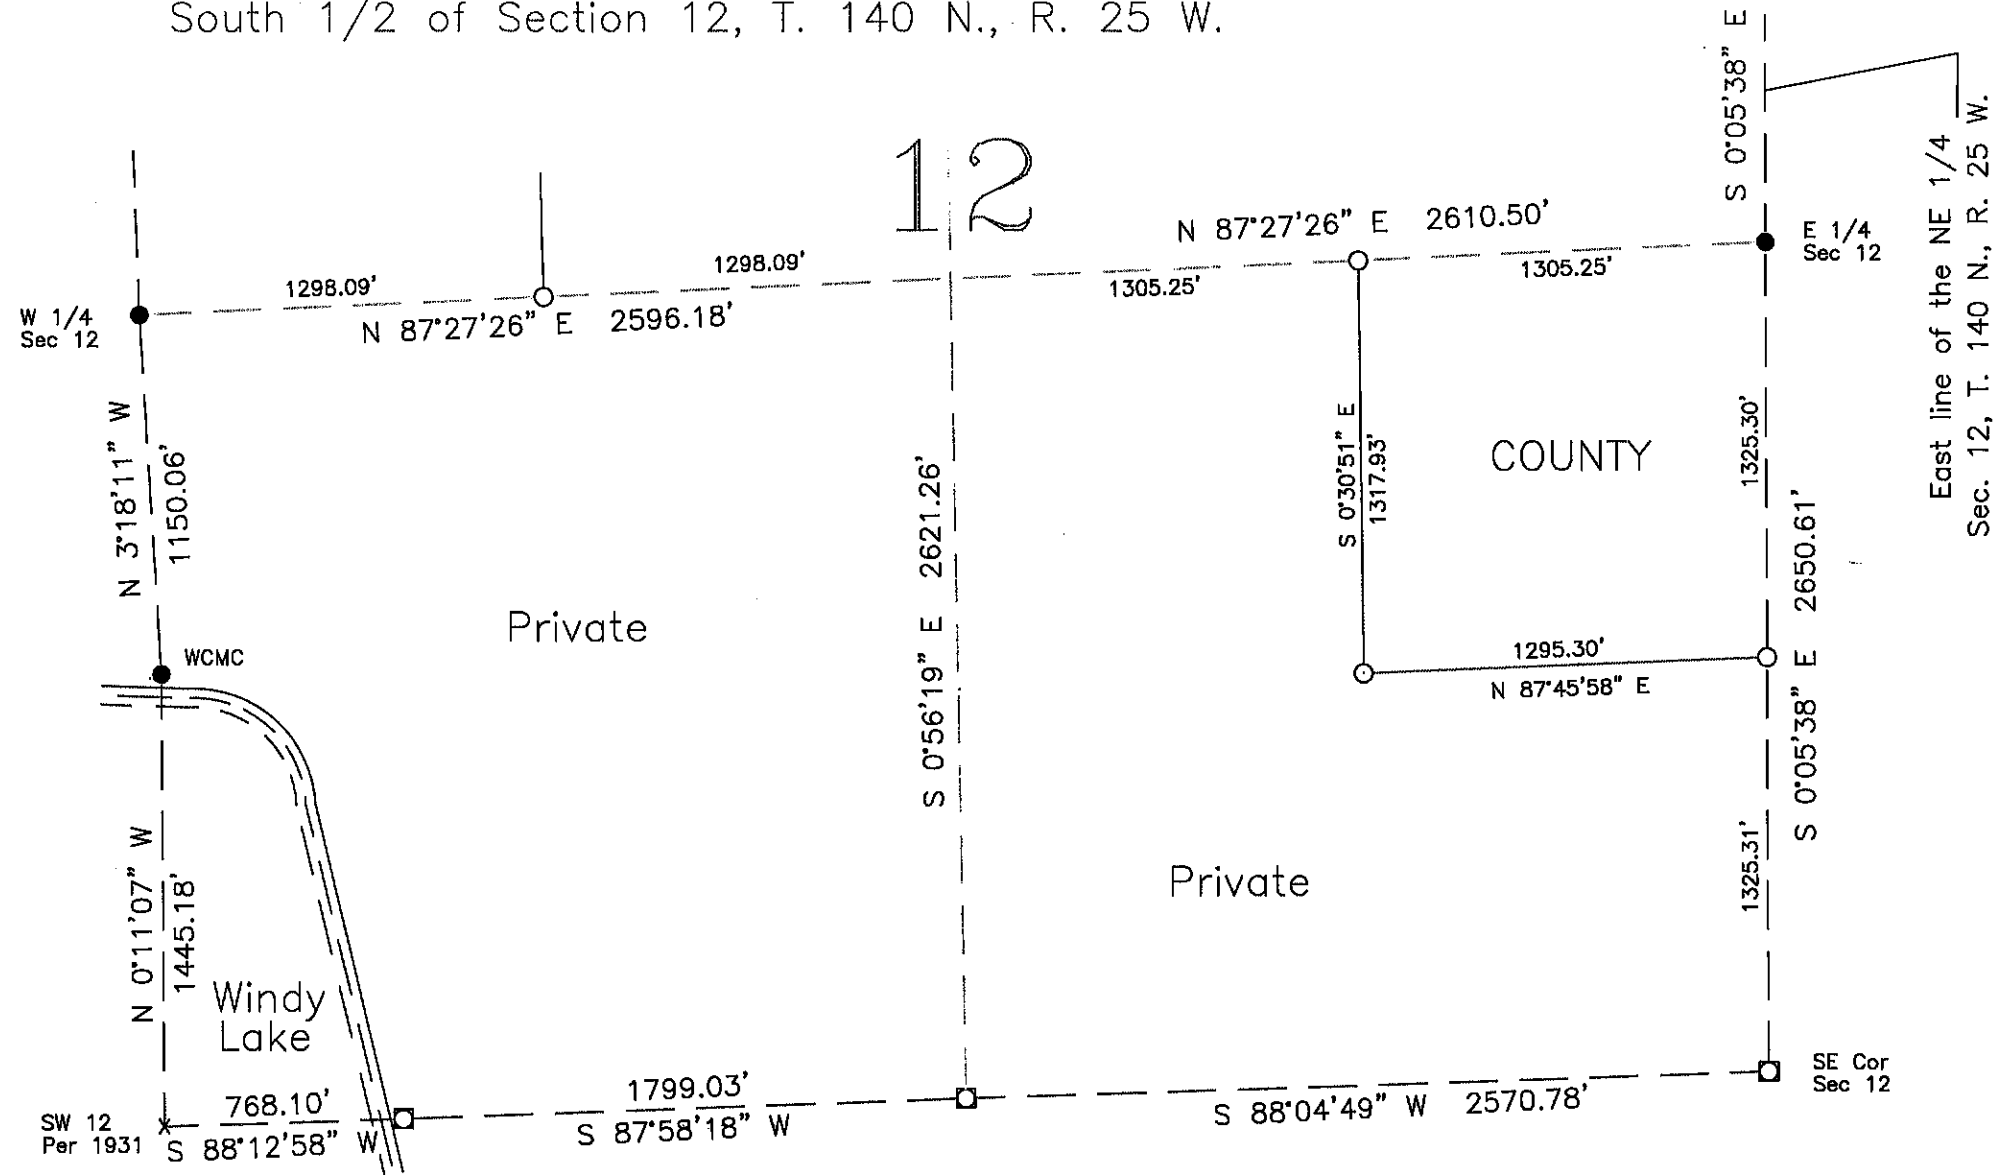 South 1/2 of Section 12, T. 140 N., R. 25 W.
S 0°05'38" E
East line of the NE 1/4
Sec. 12, T. 140 N., R. 25 W.
12
N 87°27'26" E 2610.50'
E 1/4
Sec 12
1298.09'
1298.09'
1305.25'
1305.25'
W 1/4
Sec 12
N 87°27'26" E 2596.18'
N 3°18'11" W
1150.06'
S 0°56'19" E 2621.26'
S 0°30'51" E
1317.93'
COUNTY
1325.30'
S 0°05'38" E 2650.61'
Private
WCMC
1295.30'
N 87°45'58" E
Private
1325.31'
N 0°11'07" W
1445.18'
Windy
Lake
SW 12
Per 1931
768.10'
S 88°12'58" W
1799.03'
S 87°58'18" W
S 88°04'49" W 2570.78'
SE Cor
Sec 12